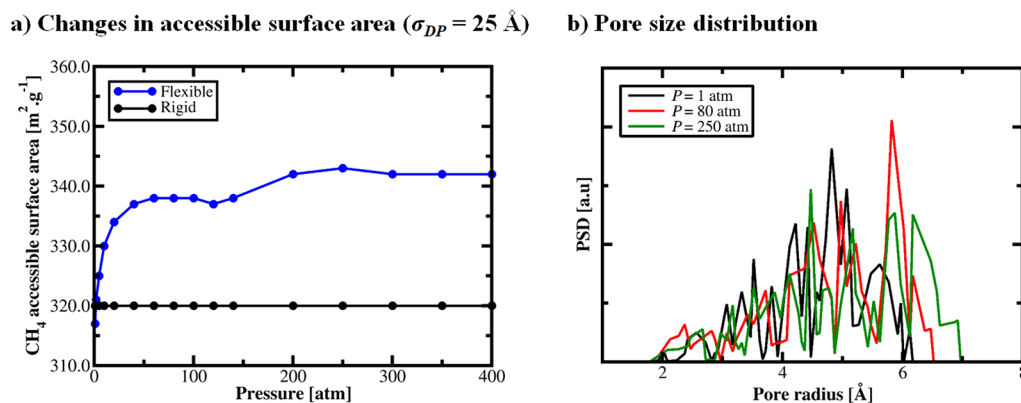 a) Changes in accessible surface area (σDP = 25 Å)
b) Pore size distribution
CH4 accessible surface area [m².g⁻¹]
360.0
350.0
340.0
330.0
320.0
310.0
Flexible
Rigid
0
100
200
300
400
Pressure [atm]
PSD [a.u]
P = 1 atm
P = 80 atm
P = 250 atm
2
4
6
8
Pore radius [Å]